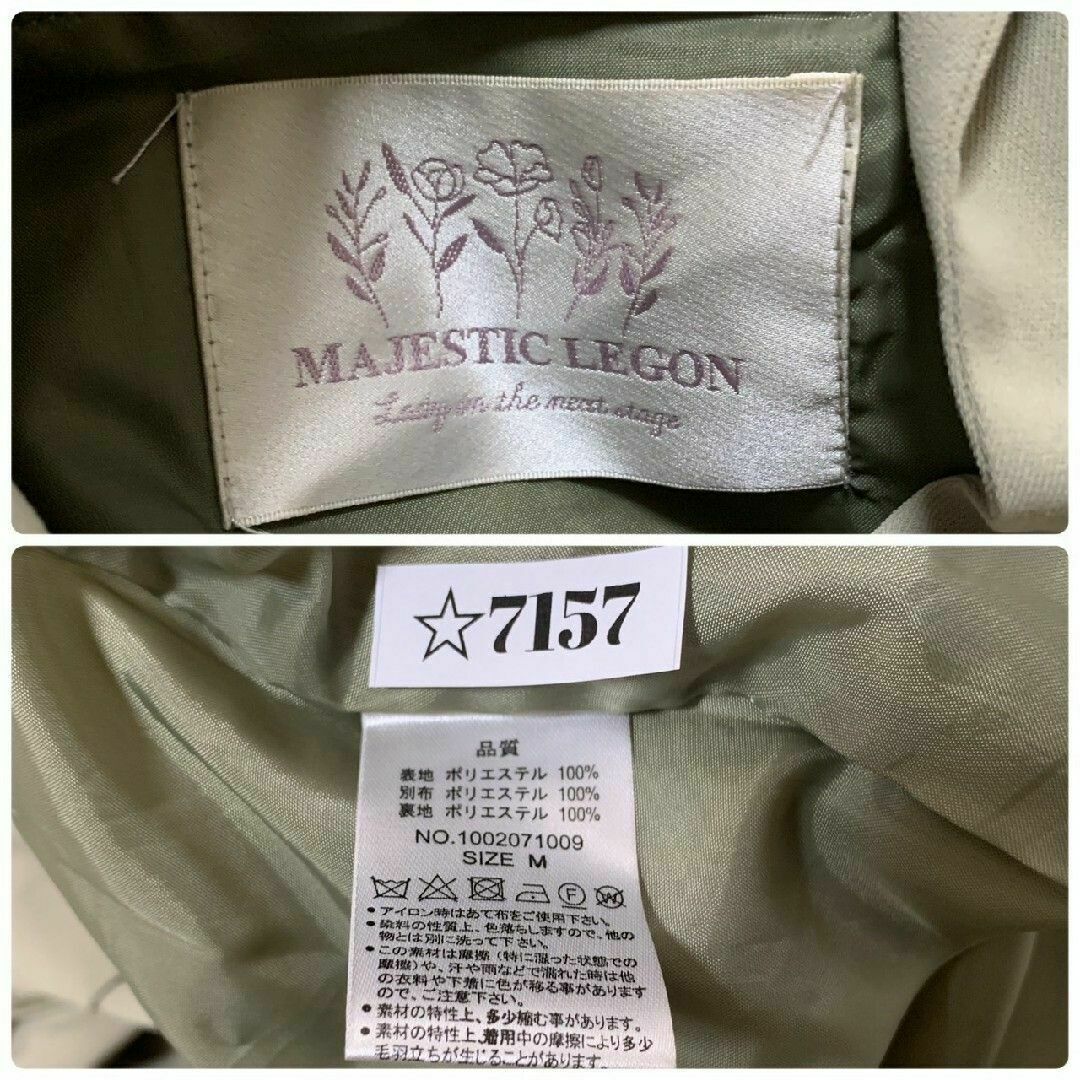 MAJESTIC LEGON
Lady in the next stage
☆7157
品質
表地 ポリエステル 100%
別布 ポリエステル 100%
裏地 ポリエステル 100%
NO.1002071009
SIZE M
F W
•アイロン時はあて布をご使用下さい。
•染料の性質上、色落ちしますので、他の
物とは別に洗って下さい。
•この素材は摩擦(特に湿った状態での
摩擦)や、汗や雨などで濡れた時は他
の衣料や下着に色が移る事があります
ので、ご注意下さい。
•素材の特性上、多少縮む事があります。
•素材の特性上、着用中の摩擦により多少
毛羽立ちが生じることがあります。